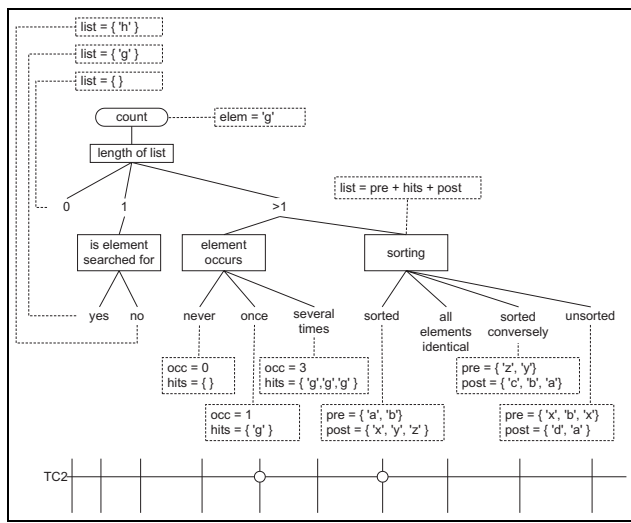 list = { 'h' }
list = { 'g' }
list = { }
count
elem = 'g'
length of list
list = pre + hits + post
0
1
>1
is element
searched for
element
occurs
sorting
yes
no
never
once
several
times
sorted
all
elements
identical
sorted
conversely
unsorted
occ = 0
hits = { }
occ = 3
hits = { 'g','g','g' }
pre = { 'z', 'y'}
post = { 'c', 'b', 'a'}
occ = 1
hits = { 'g' }
pre = { 'a', 'b'}
post = { 'x', 'y', 'z' }
pre = { 'x', 'b', 'x'}
post = { 'd', 'a' }
TC2